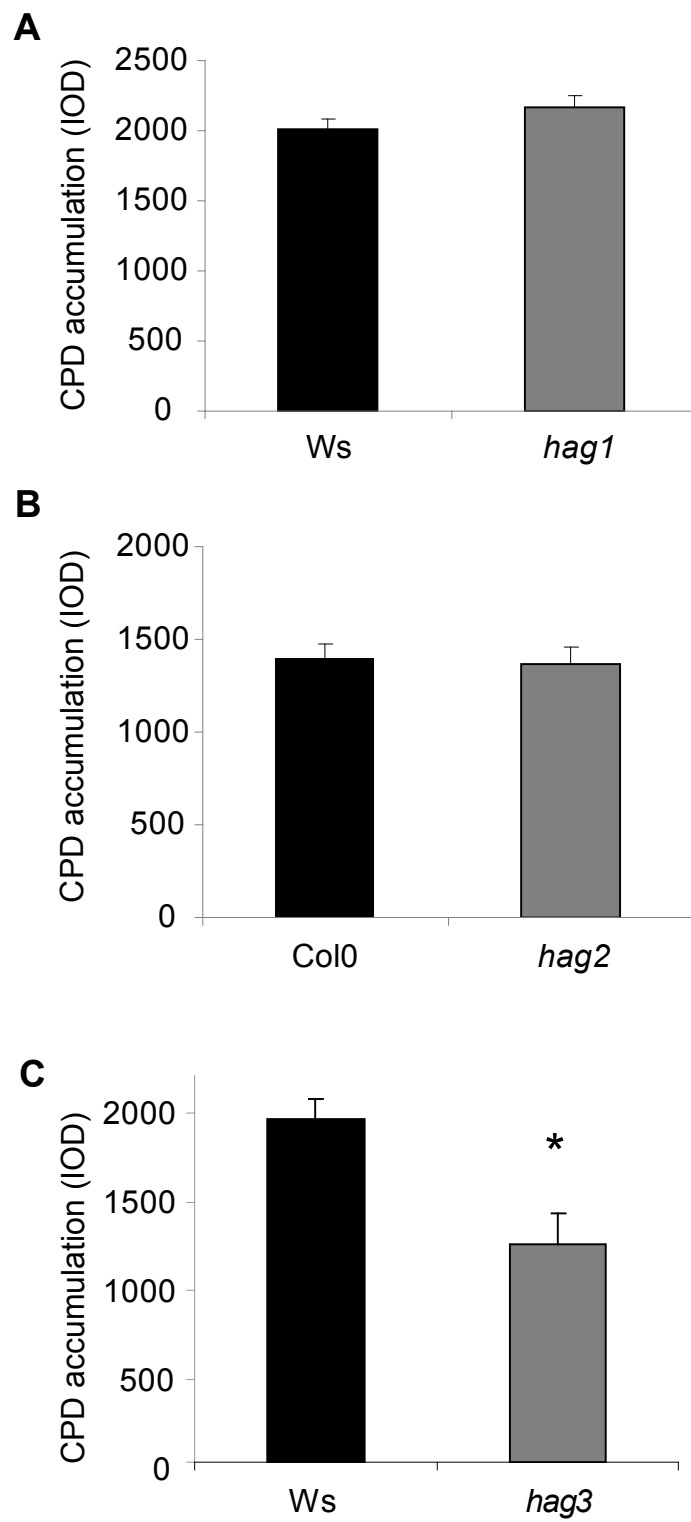 A
CPD accumulation (IOD)
2500
2000
1500
1000
500
0
Ws
hag1
B
CPD accumulation (IOD)
2000
1500
1000
500
0
Col0
hag2
C
CPD accumulation (IOD)
2000
1500
1000
500
0
*
Ws
hag3